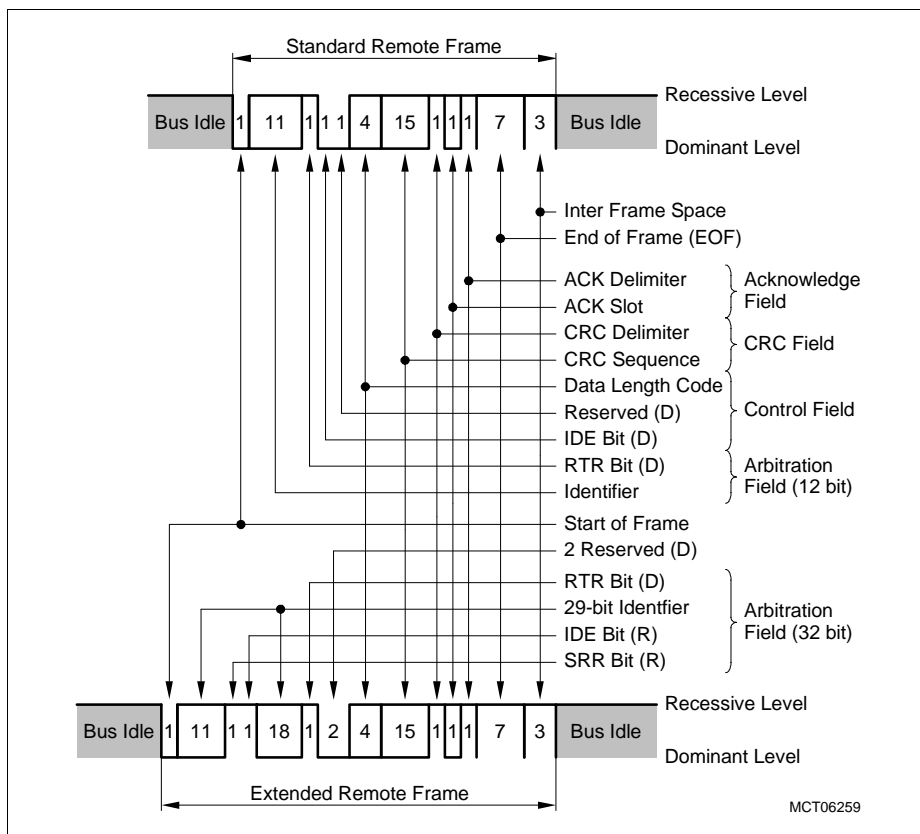 Standard Remote Frame
Recessive Level
Bus Idle 1 11 1 1 1 4 15 1 1 1 7 3 Bus Idle
Dominant Level
Inter Frame Space
End of Frame (EOF)
ACK Delimiter
ACK Slot
Acknowledge
Field
CRC Delimiter
CRC Sequence
CRC Field
Data Length Code
Reserved (D)
IDE Bit (D)
Control Field
RTR Bit (D)
Identifier
Arbitration
Field (12 bit)
Start of Frame
2 Reserved (D)
RTR Bit (D)
29-bit Identfier
IDE Bit (R)
SRR Bit (R)
Arbitration
Field (32 bit)
Recessive Level
Bus Idle 1 11 1 1 18 1 2 4 15 1 1 1 7 3 Bus Idle
Dominant Level
Extended Remote Frame
MCT06259